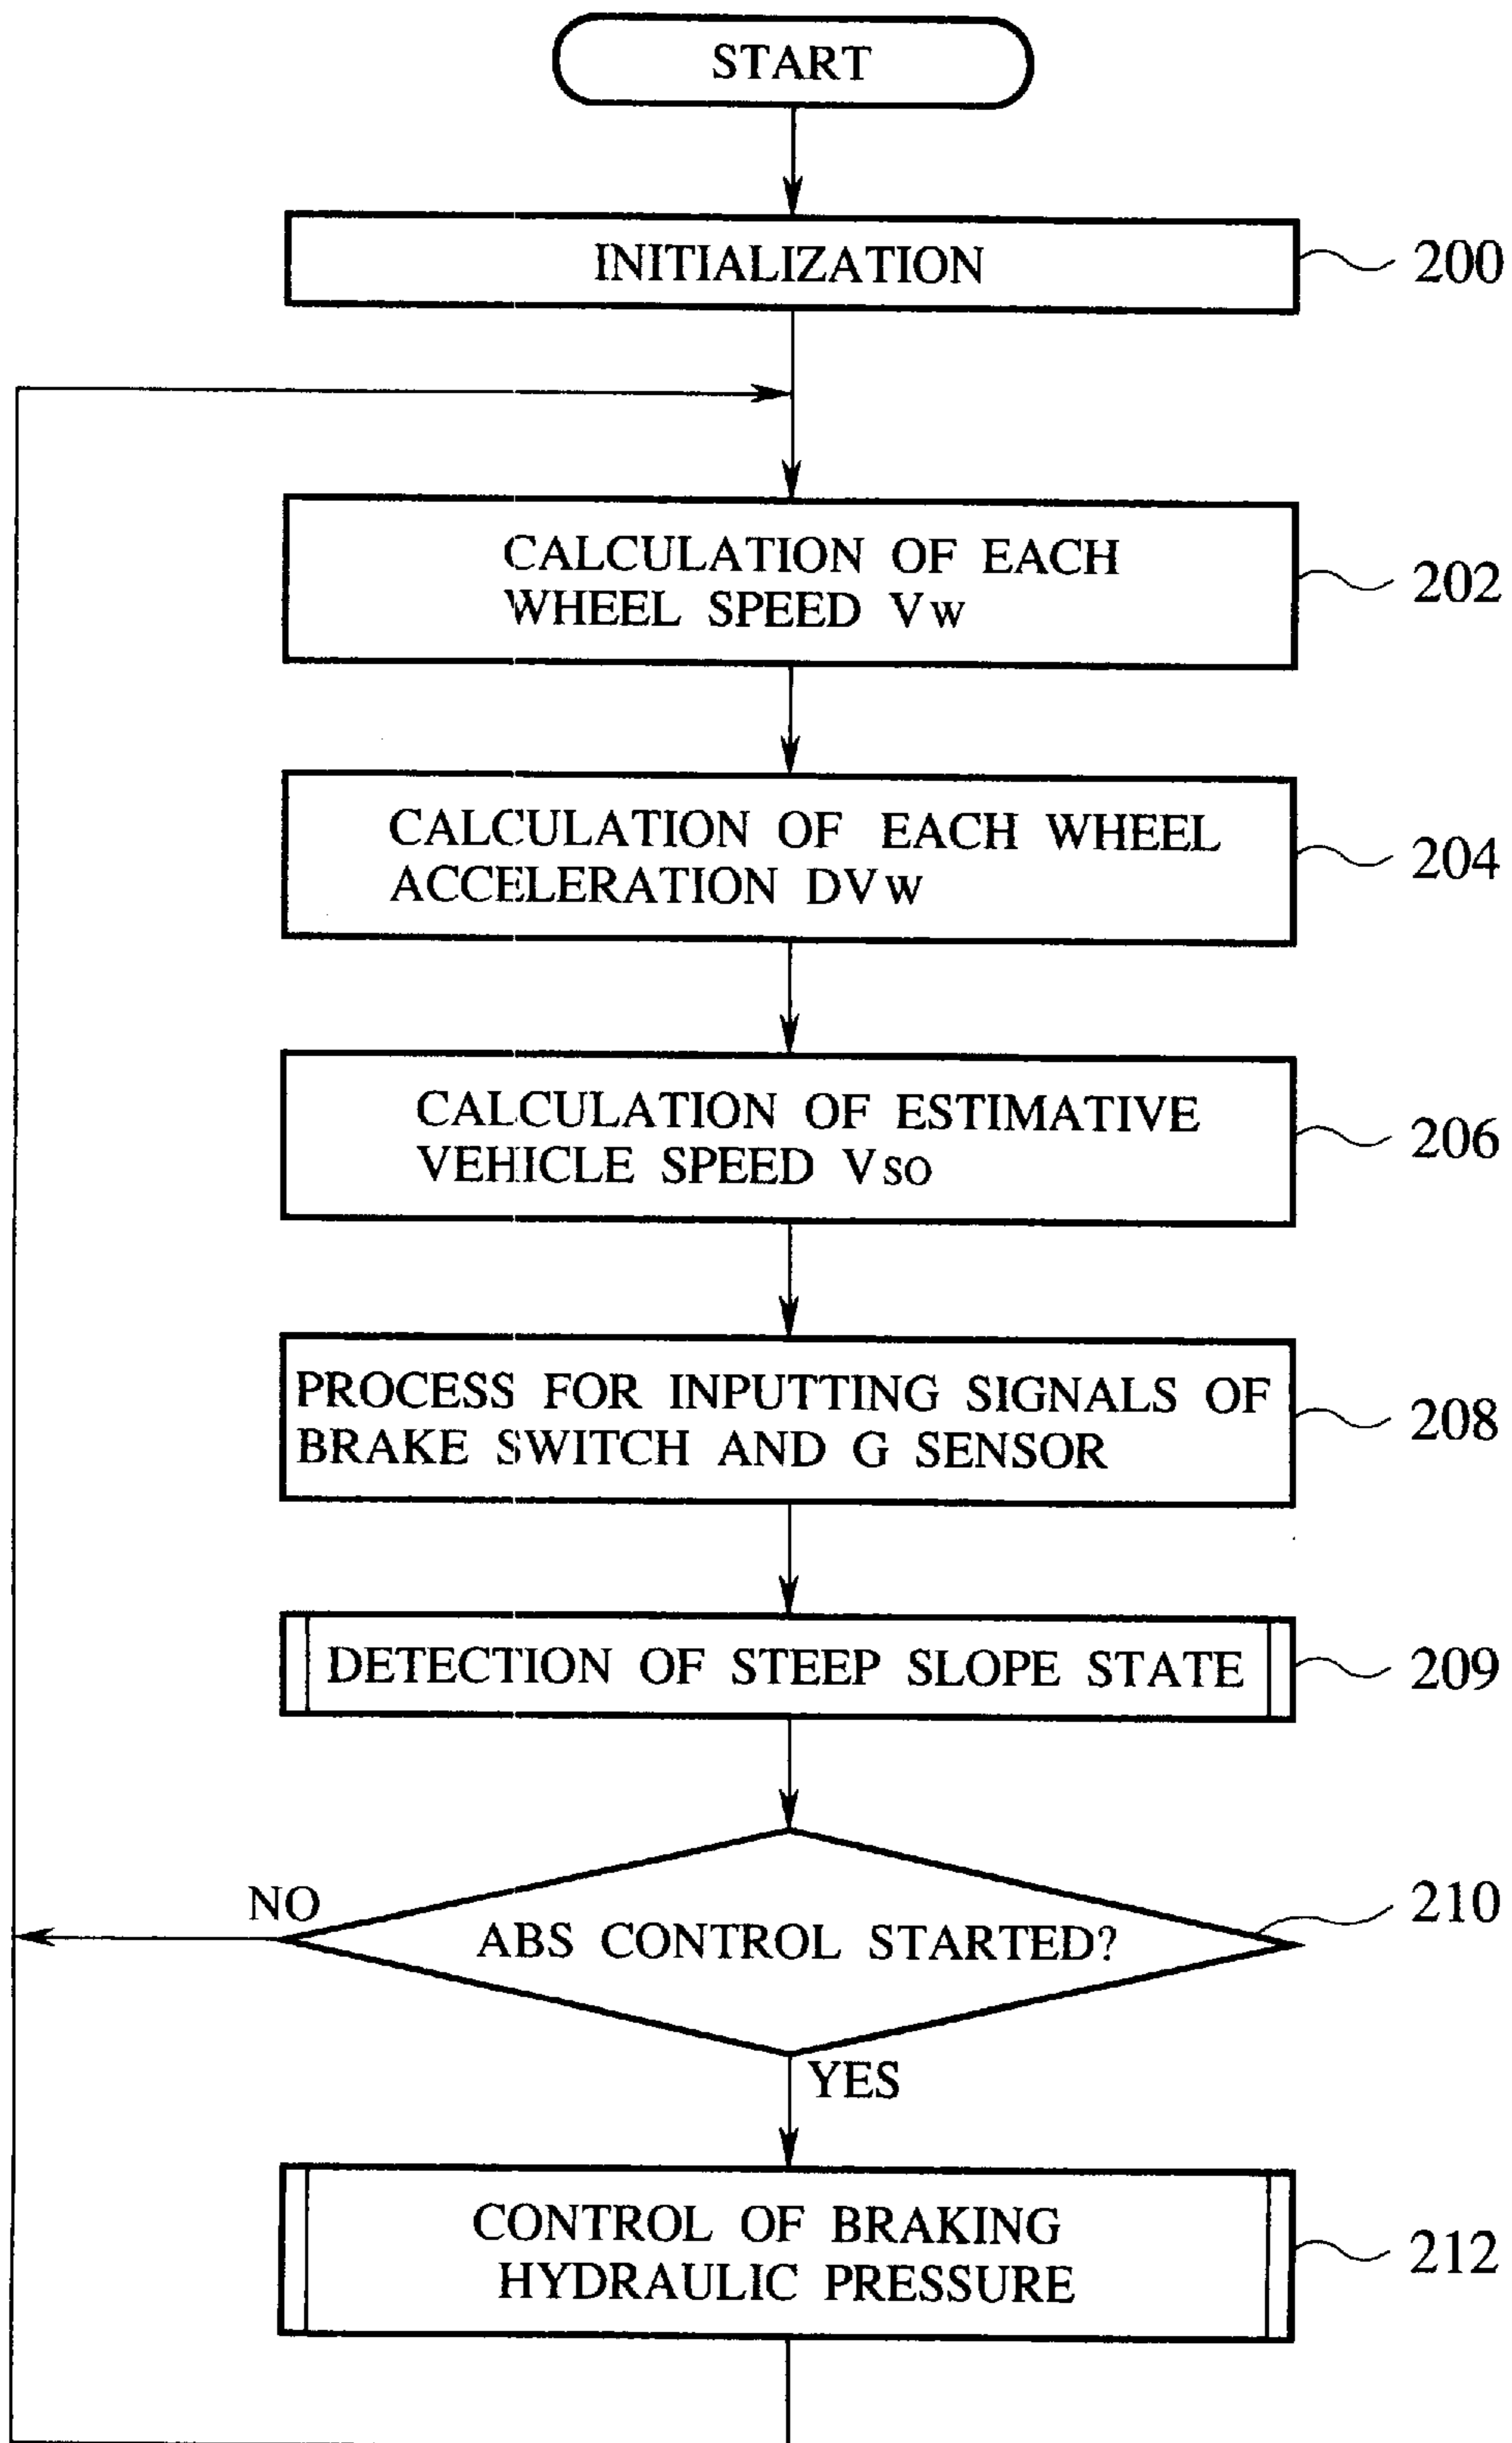 START
INITIALIZATION
200
CALCULATION OF EACH
WHEEL SPEED VW
202
CALCULATION OF EACH WHEEL
ACCELERATION DVW
204
CALCULATION OF ESTIMATIVE
VEHICLE SPEED VSO
206
PROCESS FOR INPUTTING SIGNALS OF
BRAKE SWITCH AND G SENSOR
208
DETECTION OF STEEP SLOPE STATE
209
NO
ABS CONTROL STARTED?
210
YES
CONTROL OF BRAKING
HYDRAULIC PRESSURE
212